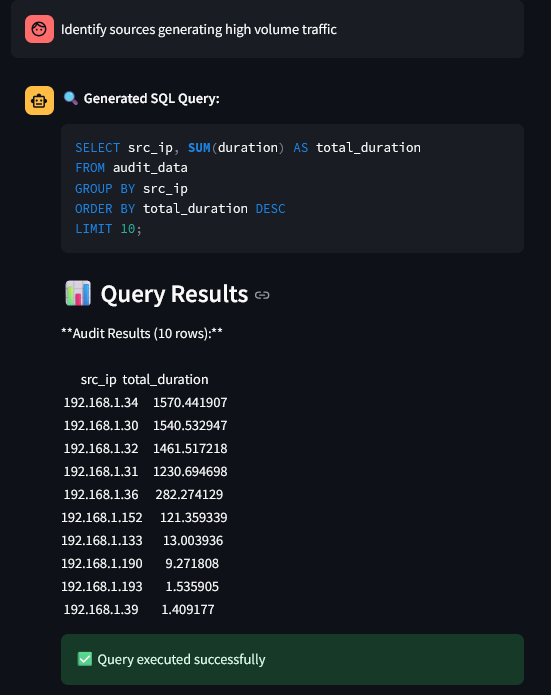 Identify sources generating high volume traffic
Generated SQL Query:
SELECT src_ip, SUM(duration) AS total_duration
FROM audit_data
GROUP BY src_ip
ORDER BY total_duration DESC
LIMIT 10;
Query Results
**Audit Results (10 rows):**
src_ip total_duration
192.168.1.34 1570.441907
192.168.1.30 1540.532947
192.168.1.32 1461.517218
192.168.1.31 1230.694698
192.168.1.36 282.274129
192.168.1.152 121.359339
192.168.1.133 13.003936
192.168.1.190 9.271808
192.168.1.193 1.535905
192.168.1.39 1.409177
Query executed successfully